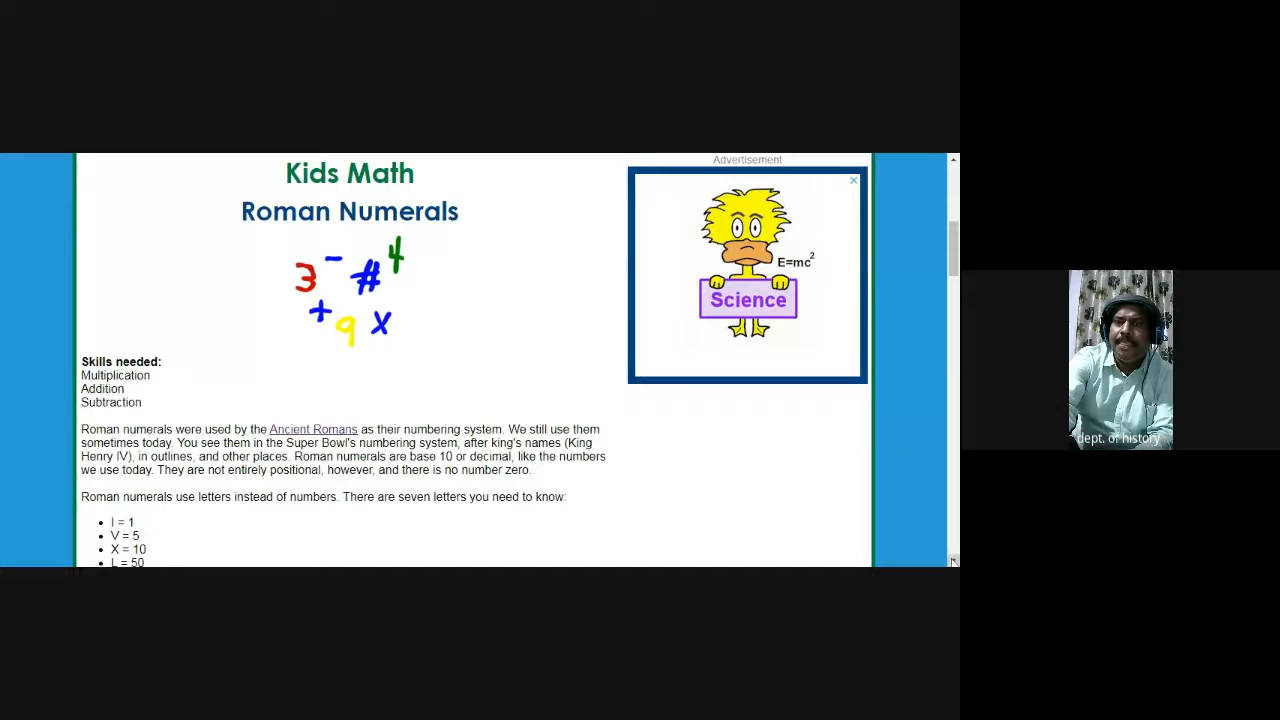 Kids Math
Roman Numerals
3 - # 4
+ 9 x
Skills needed:
Multiplication
Addition
Subtraction
Roman numerals were used by the Ancient Romans as their numbering system. We still use them
sometimes today. You see them in the Super Bowl's numbering system, after king's names (King
Henry IV), in outlines, and other places. Roman numerals are base 10 or decimal, like the numbers
we use today. They are not entirely positional, however, and there is no number zero.
Roman numerals use letters instead of numbers. There are seven letters you need to know:
• I = 1
• V = 5
• X = 10
• L = 50
Advertisement
E=mc²
Science
dept. of history